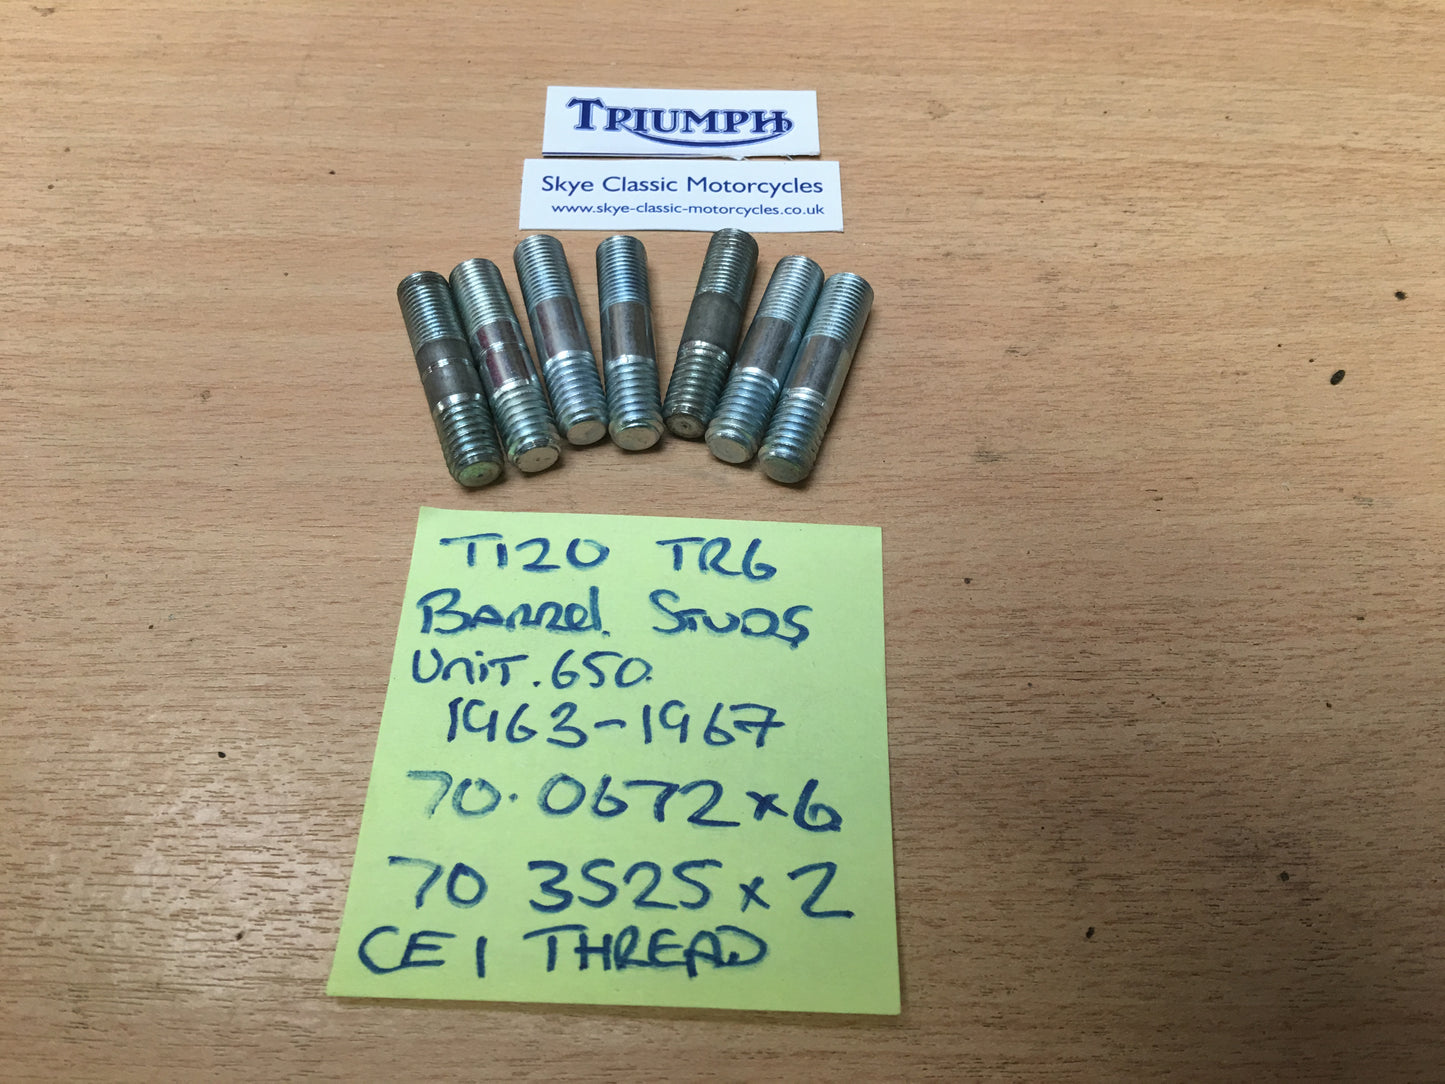 TRIUMPH
Skye Classic Motorcycles
www.skye-classic-motorcycles.co.uk
T120 TR6
Barrel. Studs
Unit.650.
1963-1967
70.0672 x 6
70 3525 x 2
CE1 THREAD